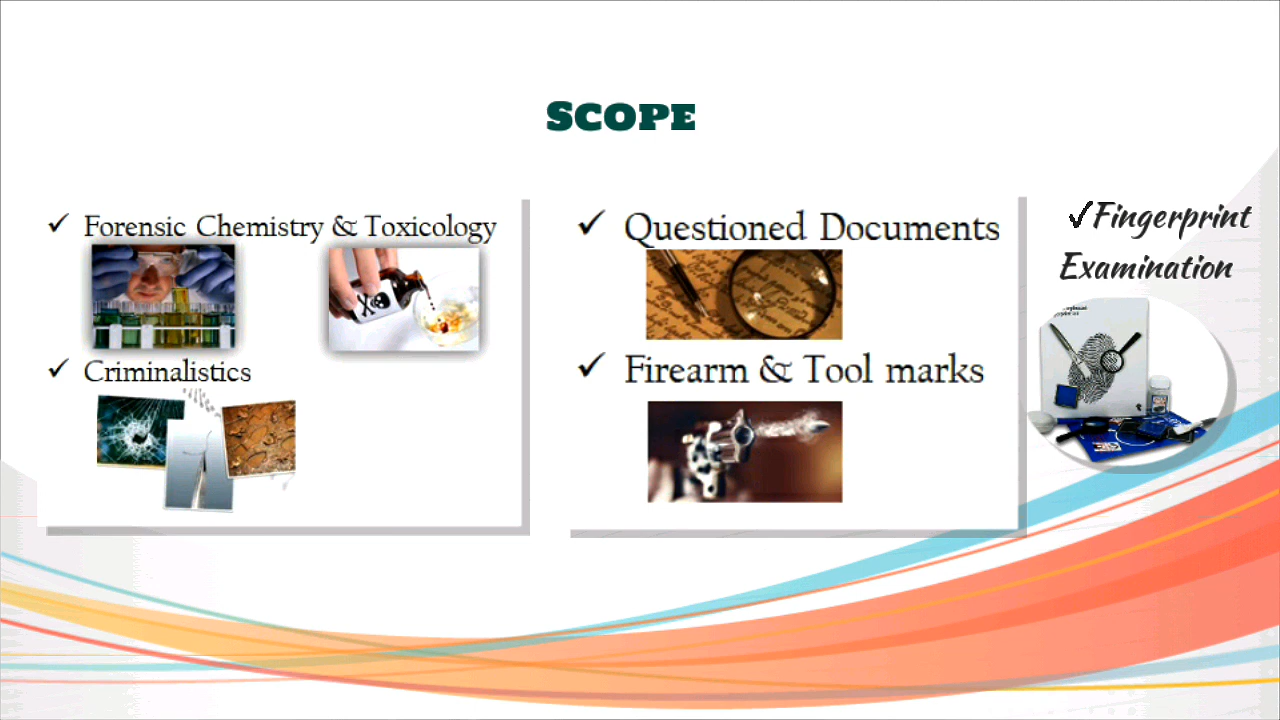 SCOPE
✓ Forensic Chemistry & Toxicology
✓ Criminalistics
✓ Questioned Documents
✓ Firearm & Tool marks
✓Fingerprint
Examination